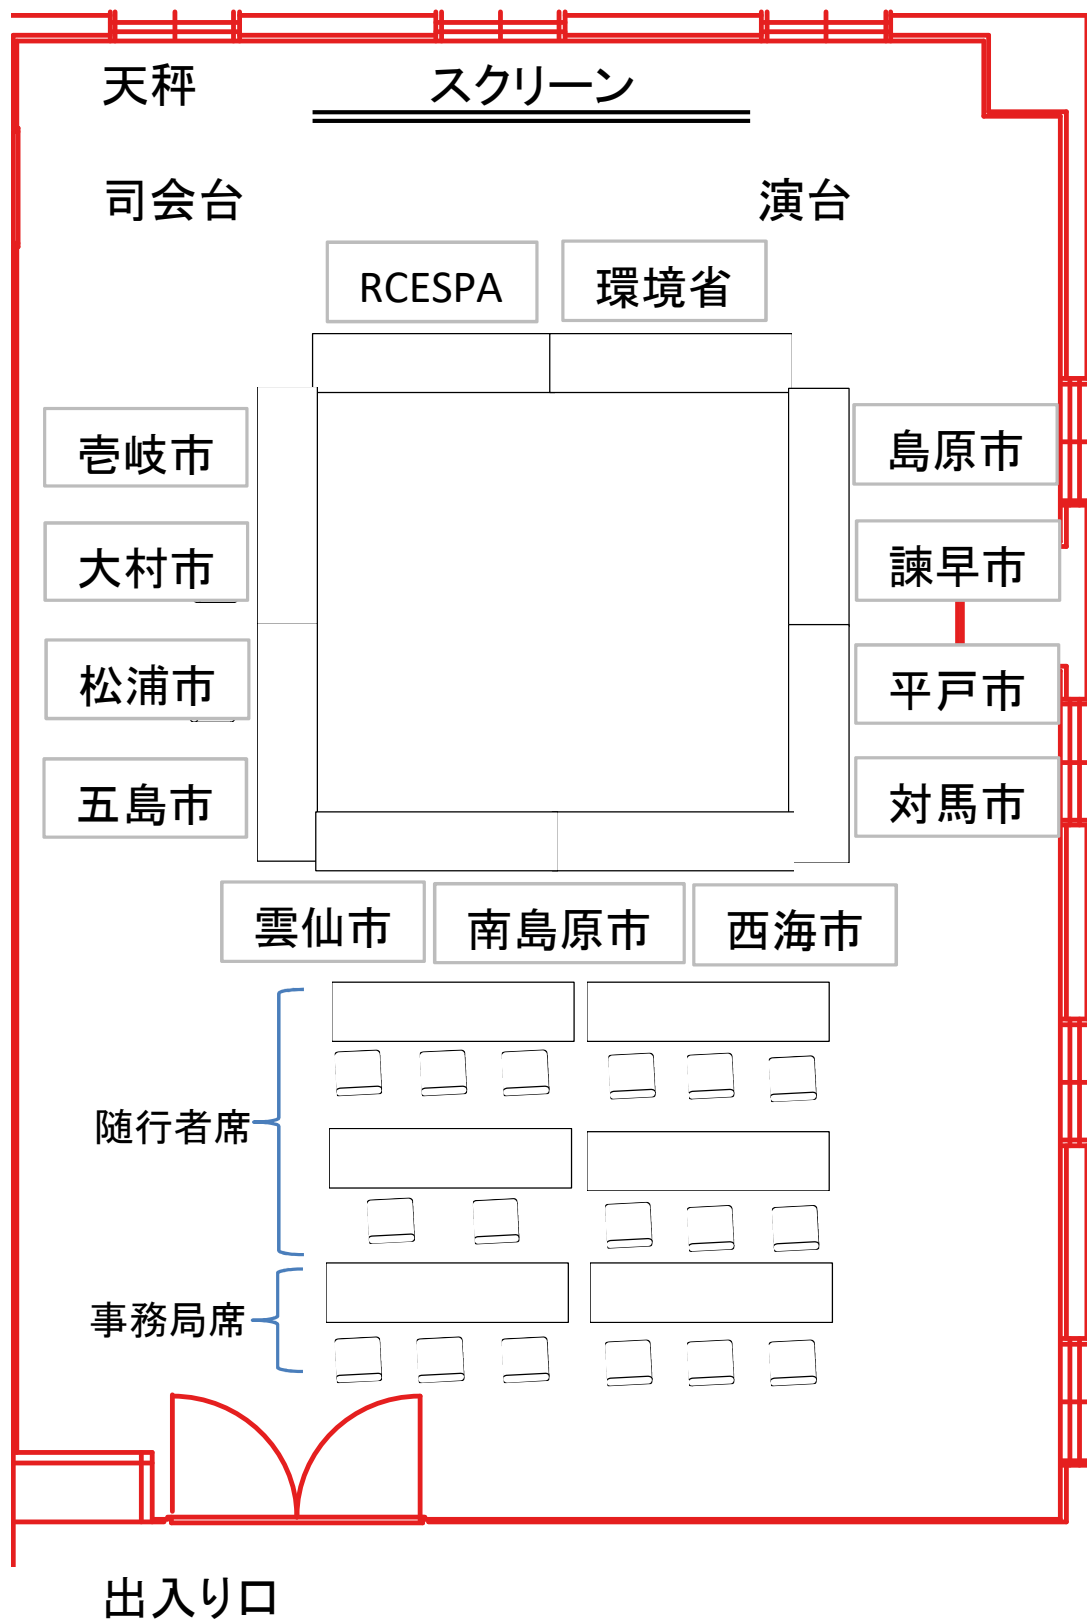 天秤
スクリーン
司会台
演台
RCESPA
環境省
壱岐市
島原市
大村市
諫早市
松浦市
平戸市
五島市
対馬市
雲仙市
南島原市
西海市
随行者席
事務局席
出入り口